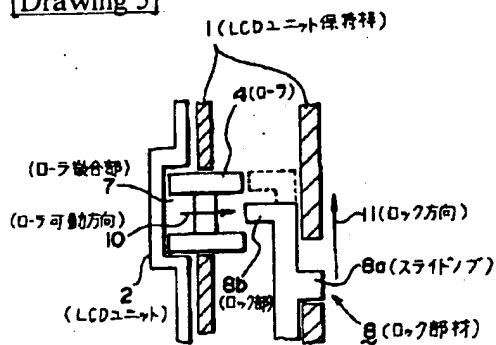 [Drawing 5]
1(LCDユニット保持枠)
4(ローラ)
(ローラ嵌合部)
7
(ローラ可動方向)
10
11(ロック方向)
8a(スライドノブ)
2
(LCDユニット)
8b
(ロック部)
8(ロック部材)